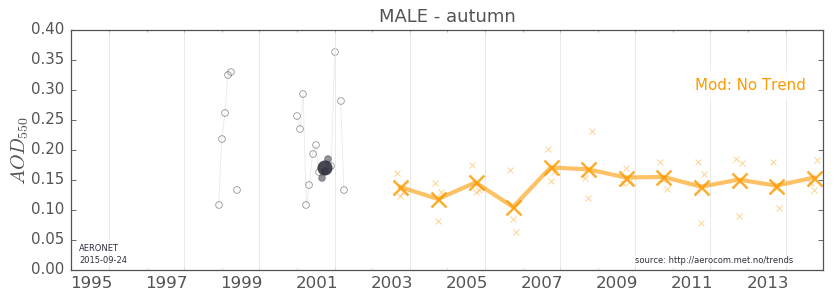 MALE - autumn
0.40
0.35
0.30
0.25
0.20
0.15
0.10
0.05
0.00
AOD550
Mod: No Trend
AERONET
2015-09-24
source: http://aerocom.met.no/trends
1995 1997 1999 2001 2003 2005 2007 2009 2011 2013